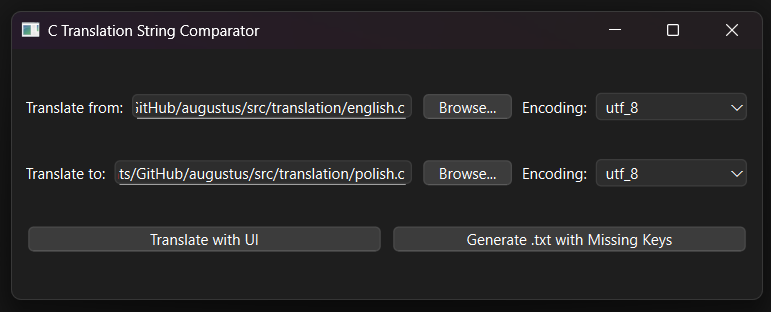 C Translation String Comparator
Translate from: GitHub/augustus/src/translation/english.c Browse... Encoding: utf_8
Translate to: ts/GitHub/augustus/src/translation/polish.c Browse... Encoding: utf_8
Translate with UI Generate .txt with Missing Keys